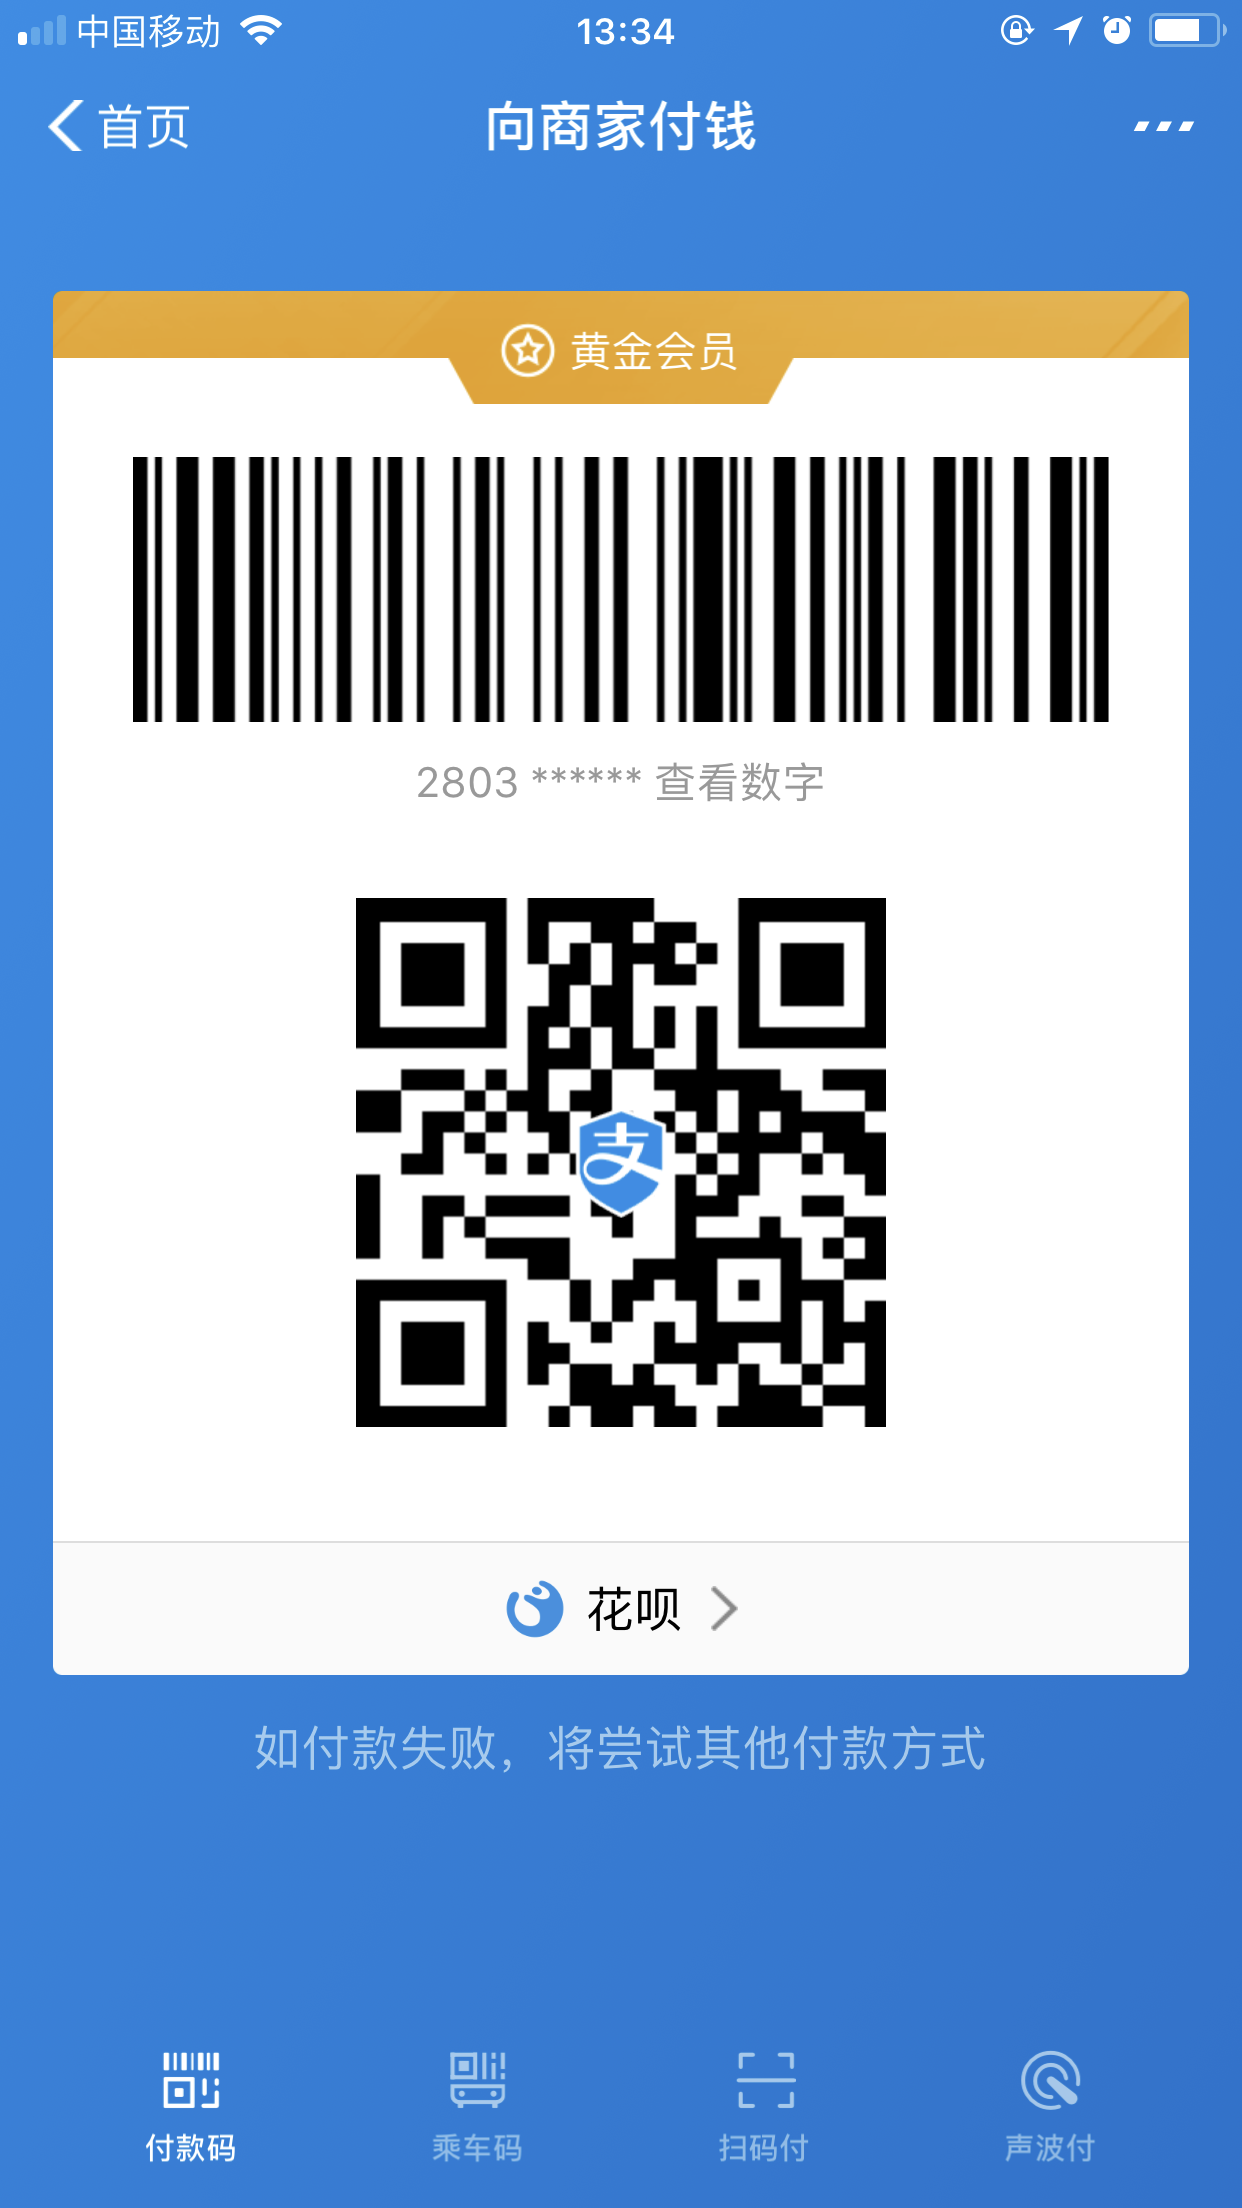 中国移动 13:34
首页 向商家付钱
黄金会员
2803 ****** 查看数字
支
花呗
如付款失败，将尝试其他付款方式
付款码 乘车码 扫码付 声波付